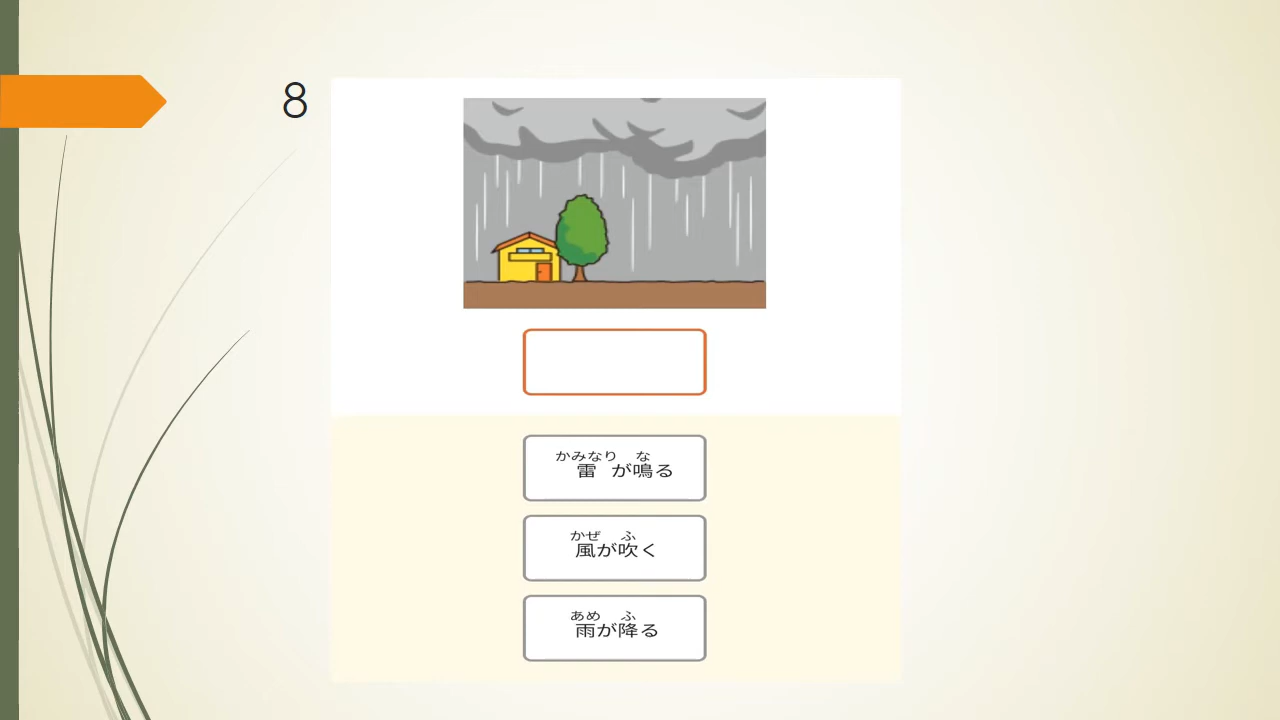 8
かみなり な
雷 が鳴る
かぜ ふ
風が吹く
あめ ふ
雨が降る